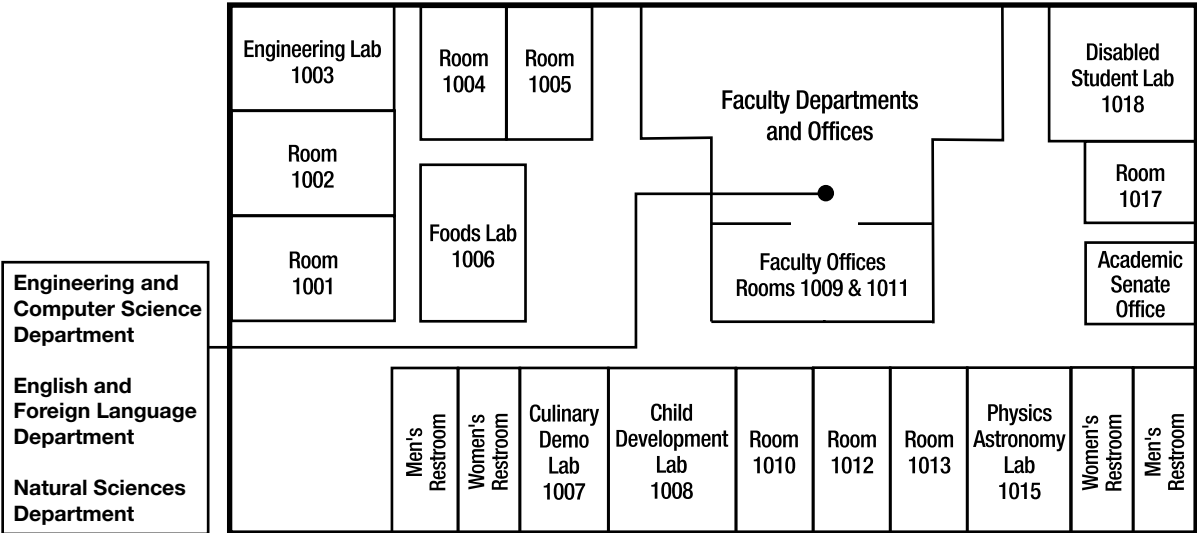 Engineering Lab
1003
Room
1004
Room
1005
Faculty Departments
and Offices
Disabled
Student Lab
1018
Room
1002
Room
1017
Foods Lab
1006
Room
1001
Faculty Offices
Rooms 1009 & 1011
Academic
Senate
Office
Engineering and
Computer Science
Department
English and
Foreign Language
Department
Natural Sciences
Department
Men's
Restroom
Women's
Restroom
Culinary
Demo
Lab
1007
Child
Development
Lab
1008
Room
1010
Room
1012
Room
1013
Physics
Astronomy
Lab
1015
Women's
Restroom
Men's
Restroom